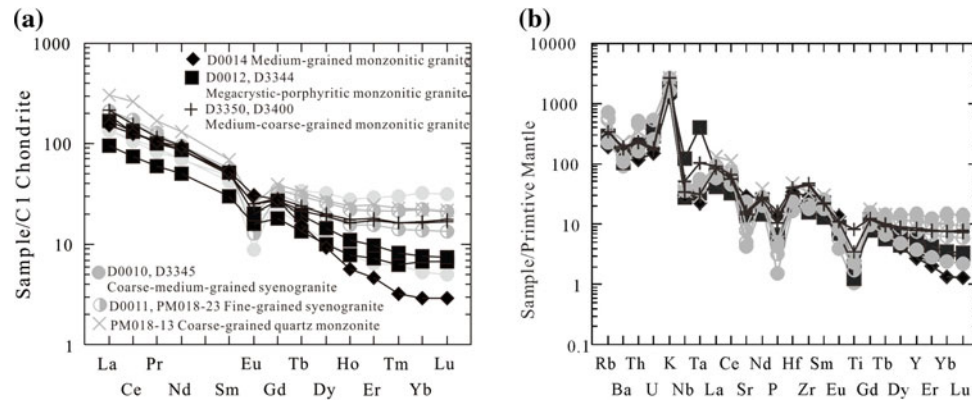 (a)
(b)
1000
100
10
1
Sample/C1 Chondrite
D0014 Medium-grained monzonitic granite
D0012, D3344
Megacrystic-porphyritic monzonitic granite
D3350, D3400
Medium-coarse-grained monzonitic granite
D0010, D3345
Coarse-medium-grained syenogranite
D0011, PM018-23 Fine-grained syenogranite
PM018-13 Coarse-grained quartz monzonite
La Pr Eu Tb Ho Tm Lu
Ce Nd Sm Gd Dy Er Yb
10000
1000
100
10
1
0.1
Sample/Primtive Mantle
Rb Th K Ta Ce Nd Hf Sm Ti Tb Y Yb
Ba U Nb La Sr P Zr Eu Gd Dy Er Lu